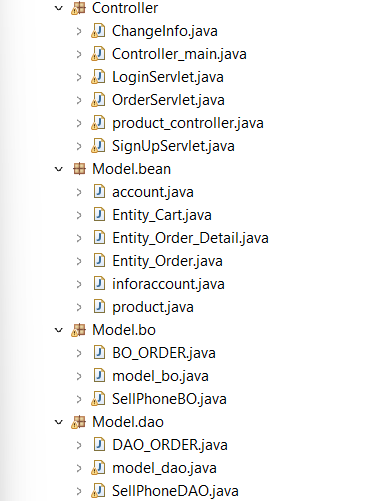 Controller
ChangeInfo.java
Controller_main.java
LoginServlet.java
OrderServlet.java
product_controller.java
SignUpServlet.java
Model.bean
account.java
Entity_Cart.java
Entity_Order_Detail.java
Entity_Order.java
inforaccount.java
product.java
Model.bo
BO_ORDER.java
model_bo.java
SellPhoneBO.java
Model.dao
DAO_ORDER.java
model_dao.java
SellPhoneDAO.java